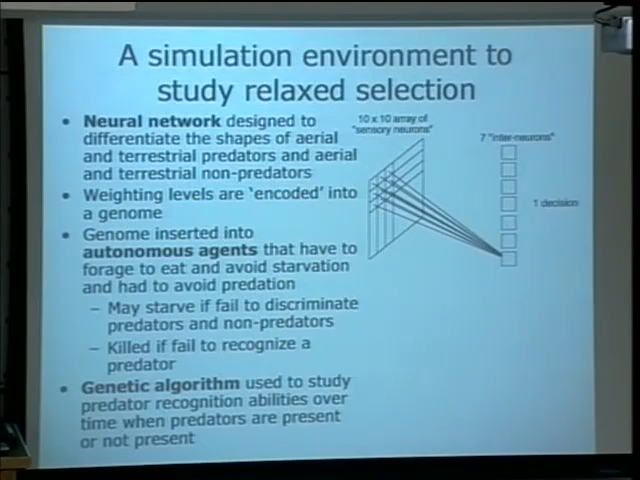 A simulation environment to
study relaxed selection
• Neural network designed to
differentiate the shapes of aerial
and terrestrial predators and aerial
and terrestrial non-predators
• Weighting levels are 'encoded' into
a genome
• Genome inserted into
autonomous agents that have to
forage to eat and avoid starvation
and had to avoid predation
– May starve if fail to discriminate
predators and non-predators
– Killed if fail to recognize a
predator
• Genetic algorithm used to study
predator recognition abilities over
time when predators are present
or not present
10 x 10 array of
"sensory neurons"
7 "inter-neurons"
1 decision